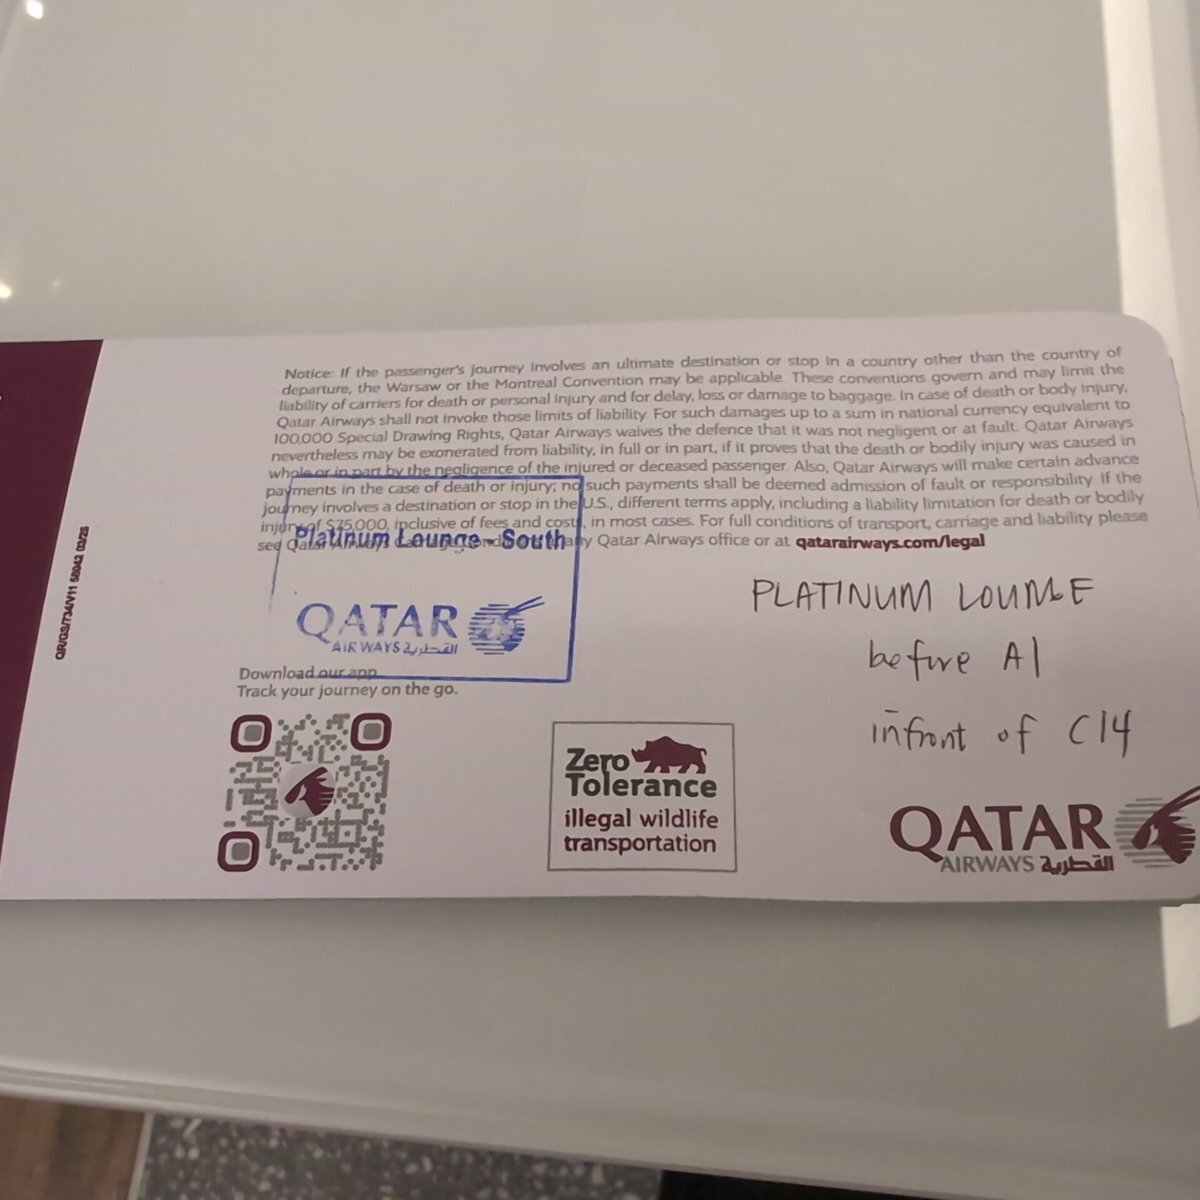 Notice: If the passenger's journey involves an ultimate destination or stop in a country other than the country of
departure, the Warsaw or the Montreal Convention may be applicable. These conventions govern and may limit the
liability of carriers for death or personal injury and for delay, loss or damage to baggage. In case of death or body injury,
Qatar Airways shall not invoke those limits of liability. For such damages up to a sum in national currency equivalent to
100,000 Special Drawing Rights, Qatar Airways waives the defence that it was not negligent or at fault. Qatar Airways
nevertheless may be exonerated from liability, in full or in part, if it proves that the death or bodily injury was caused in
whole or in part by the negligence of the injured or deceased passenger. Also, Qatar Airways will make certain advance
payments in the case of death or injury; no such payments shall be deemed admission of fault or responsibility. If the
journey involves a destination or stop in the U.S., different terms apply, including a liability limitation for death or bodily
injury of $75,000, inclusive of fees and costs, in most cases. For full conditions of transport, carriage and liability please
see Qatar Airways any Qatar Airways office or at qatarairways.com/legal
Platinum Lounge - South
QATAR
AIRWAYS القطرية
PLATINUM LOUNGE
before A1
infront of C14
Download our app
Track your journey on the go.
Zero
Tolerance
illegal wildlife
transportation
QATAR
AIRWAYS القطرية
QR/GS/734/V11 58042 03/23